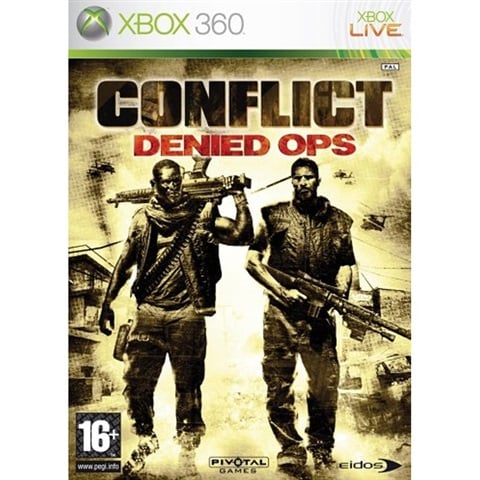 XBOX 360
XBOX
LIVE
PAL
CONFLICT
DENIED OPS
16+
www.pegi.info
PIVOTAL
GAMES
eidos